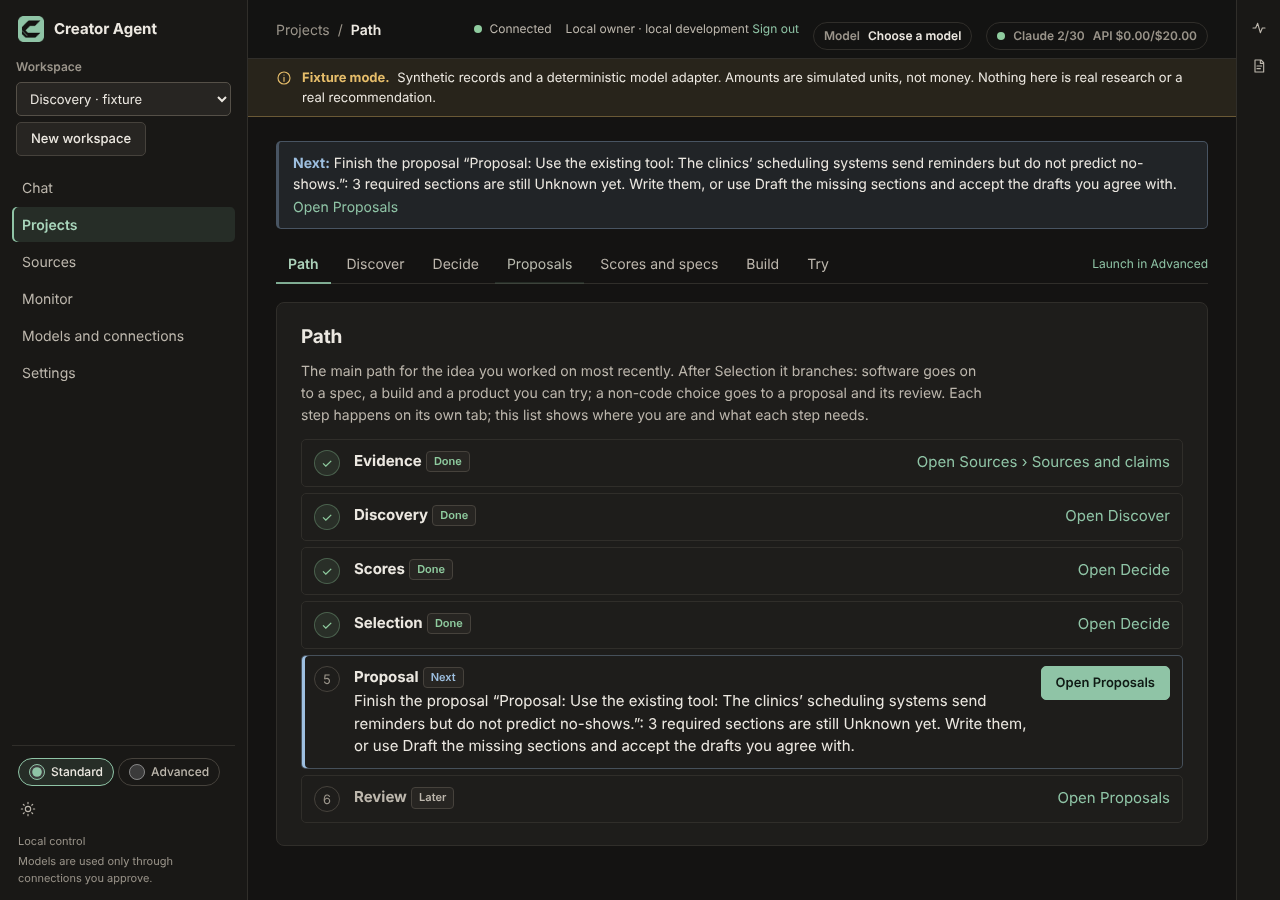 Creator Agent
Workspace
Discovery · fixture
New workspace
Chat
Projects
Sources
Monitor
Models and connections
Settings
Standard
Advanced
Local control
Models are used only through
connections you approve.
Projects / Path
Connected
Local owner · local development Sign out
Model Choose a model
Claude 2/30 API $0.00/$20.00
Fixture mode. Synthetic records and a deterministic model adapter. Amounts are simulated units, not money. Nothing here is real research or a
real recommendation.
Next: Finish the proposal “Proposal: Use the existing tool: The clinics’ scheduling systems send reminders but do not predict no-
shows.”: 3 required sections are still Unknown yet. Write them, or use Draft the missing sections and accept the drafts you agree with.
Open Proposals
Path
Discover
Decide
Proposals
Scores and specs
Build
Try
Launch in Advanced
Path
The main path for the idea you worked on most recently. After Selection it branches: software goes on
to a spec, a build and a product you can try; a non-code choice goes to a proposal and its review. Each
step happens on its own tab; this list shows where you are and what each step needs.
Evidence Done
Open Sources › Sources and claims
Discovery Done
Open Discover
Scores Done
Open Decide
Selection Done
Open Decide
5
Proposal Next
Finish the proposal “Proposal: Use the existing tool: The clinics’ scheduling systems send
reminders but do not predict no-shows.”: 3 required sections are still Unknown yet. Write them,
or use Draft the missing sections and accept the drafts you agree with.
Open Proposals
6
Review Later
Open Proposals